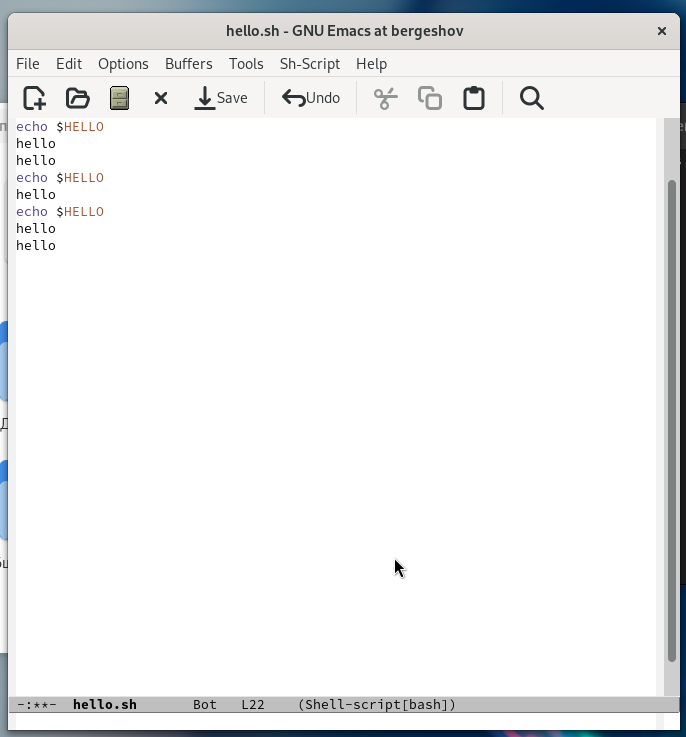 hello.sh - GNU Emacs at bergeshov
File Edit Options Buffers Tools Sh-Script Help
Save Undo
echo $HELLO
hello
hello
echo $HELLO
hello
echo $HELLO
hello
hello
-:**- hello.sh Bot L22 (Shell-script[bash])